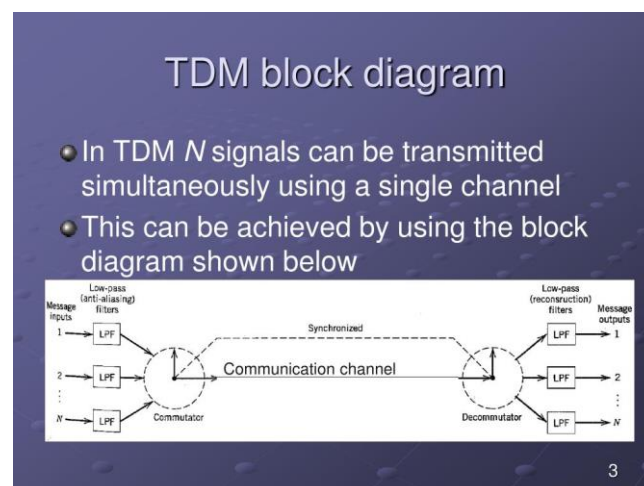 TDM block diagram
In TDM N signals can be transmitted
simultaneously using a single channel
This can be achieved by using the block
diagram shown below
Message
inputs
Low-pass
(anti-aliasing)
filters
Low-pass
(reconsruction)
filters
Message
outputs
1
LPF
Synchronized
LPF
1
2
LPF
Communication channel
LPF
2
N
LPF
Commutator
Decommutator
LPF
N
3